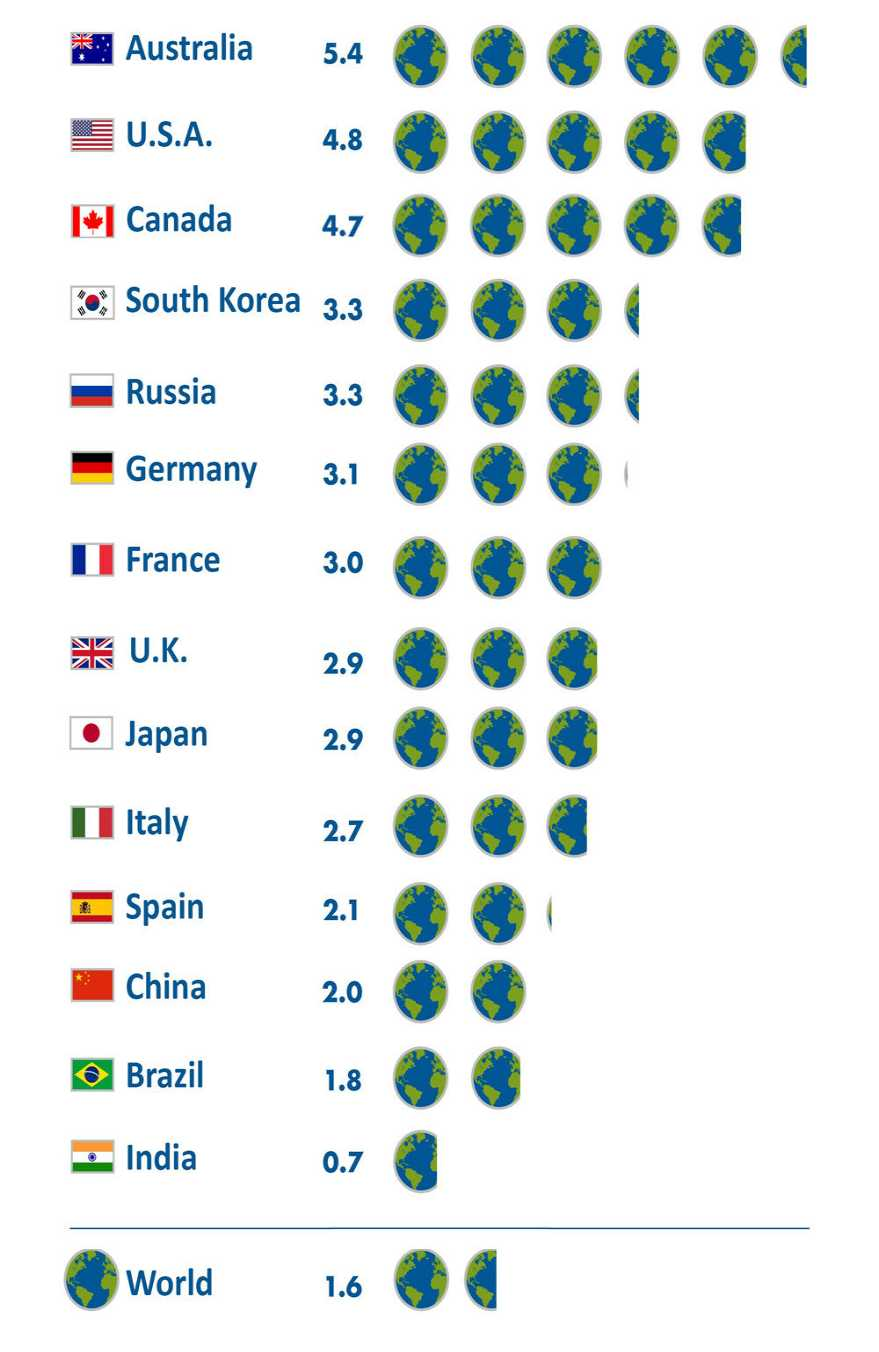 Australia 5.4
U.S.A. 4.8
Canada 4.7
South Korea 3.3
Russia 3.3
Germany 3.1
France 3.0
U.K. 2.9
Japan 2.9
Italy 2.7
Spain 2.1
China 2.0
Brazil 1.8
India 0.7
World 1.6